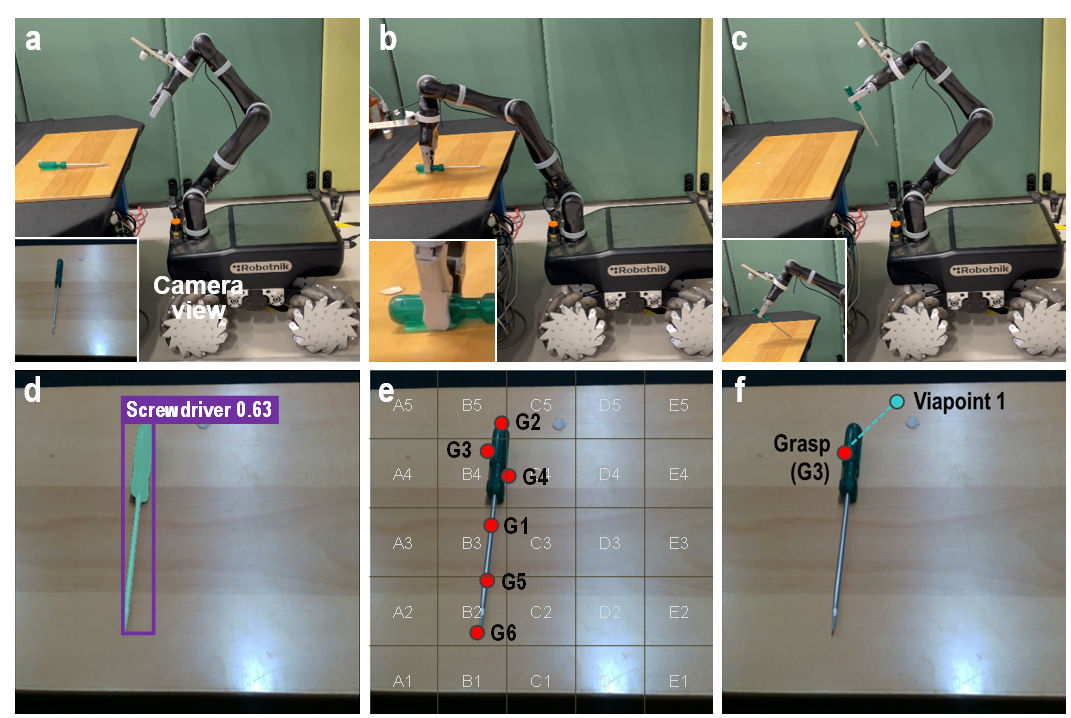 a
b
c
Robotnik
Robotnik
Robotnik
Camera
view
d
e
f
Screwdriver 0.63
A5 B5 C5 D5 E5
G2
G3
A4 B4 D4 E4
G4
G1
A3 B3 C3 D3 E3
G5
A2 B2 C2 D2 E2
G6
A1 B1 C1 E1
Viapoint 1
Grasp
(G3)